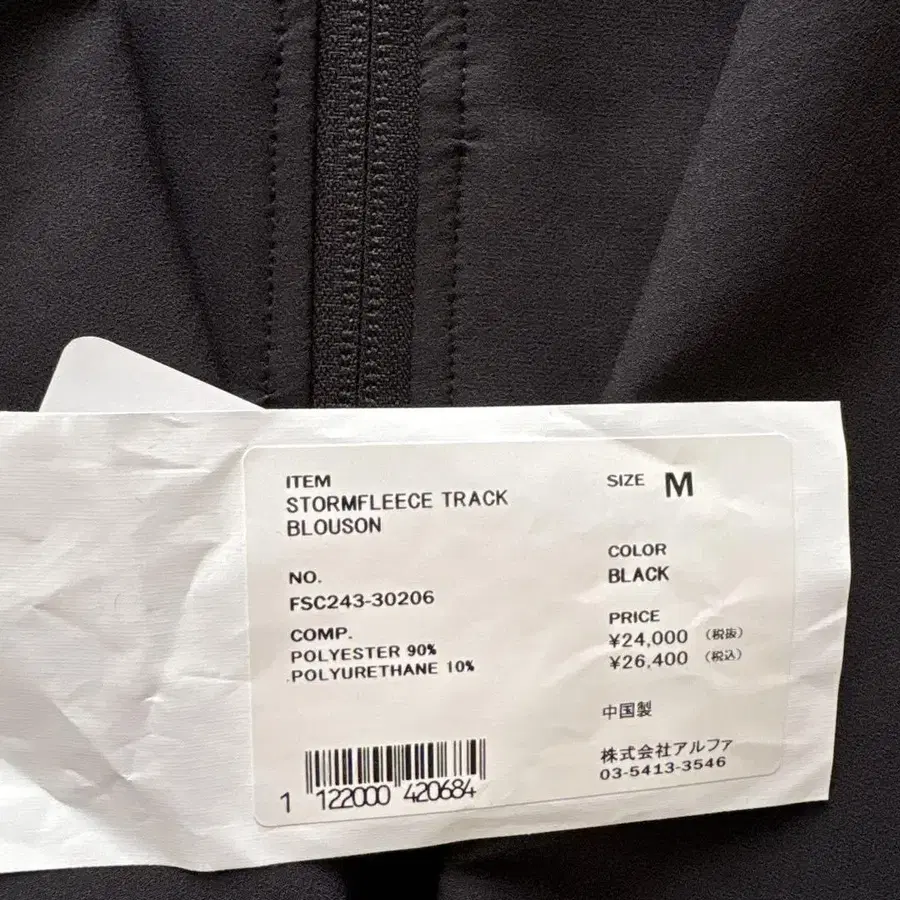 ITEM
STORMFLEECE TRACK
BLOUSON
NO.
FSC243-30206
COMP.
POLYESTER 90%
POLYURETHANE 10%
1 122000 420684
SIZE M
COLOR
BLACK
PRICE
¥24,000 (税抜)
¥26,400 (税込)
中国製
株式会社アルファ
03-5413-3546